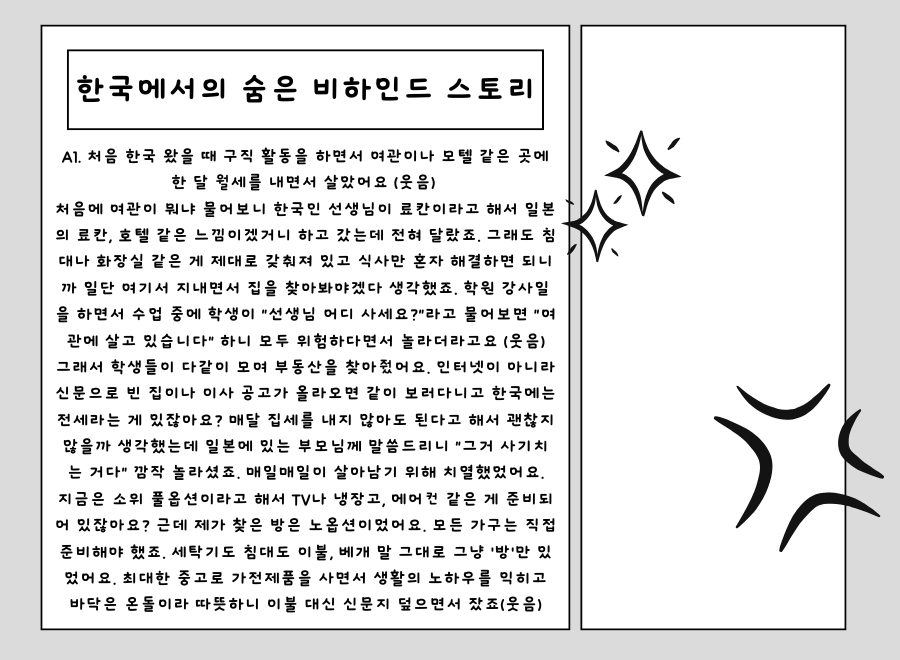 한국에서의 숨은 비하인드 스토리
A1. 처음 한국 왔을 때 구직 활동을 하면서 여관이나 모텔 같은 곳에
한 달 월세를 내면서 살았어요 (웃음)
처음에 여관이 뭐냐 물어보니 한국인 선생님이 료칸이라고 해서 일본
의 료칸, 호텔 같은 느낌이겠거니 하고 갔는데 전혀 달랐죠. 그래도 침
대나 화장실 같은 게 제대로 갖춰져 있고 식사만 혼자 해결하면 되니
까 일단 여기서 지내면서 집을 찾아봐야겠다 생각했죠. 학원 강사일
을 하면서 수업 중에 학생이 "선생님 어디 사세요?"라고 물어보면 "여
관에 살고 있습니다" 하니 모두 위험하다면서 놀라더라고요 (웃음)
그래서 학생들이 다같이 모여 부동산을 찾아줬어요. 인터넷이 아니라
신문으로 빈 집이나 이사 공고가 올라오면 같이 보러다니고 한국에는
전세라는 게 있잖아요? 매달 집세를 내지 않아도 된다고 해서 괜찮지
않을까 생각했는데 일본에 있는 부모님께 말씀드리니 "그거 사기치
는 거다" 깜작 놀라셨죠. 매일매일이 살아남기 위해 치열했었어요.
지금은 소위 풀옵션이라고 해서 TV나 냉장고, 에어컨 같은 게 준비되
어 있잖아요? 근데 제가 찾은 방은 노옵션이었어요. 모든 가구는 직접
준비해야 했죠. 세탁기도 침대도 이불, 베개 말 그대로 그냥 '방'만 있
었어요. 최대한 중고로 가전제품을 사면서 생활의 노하우를 익히고
바닥은 온돌이라 따뜻하니 이불 대신 신문지 덮으면서 잤죠(웃음)